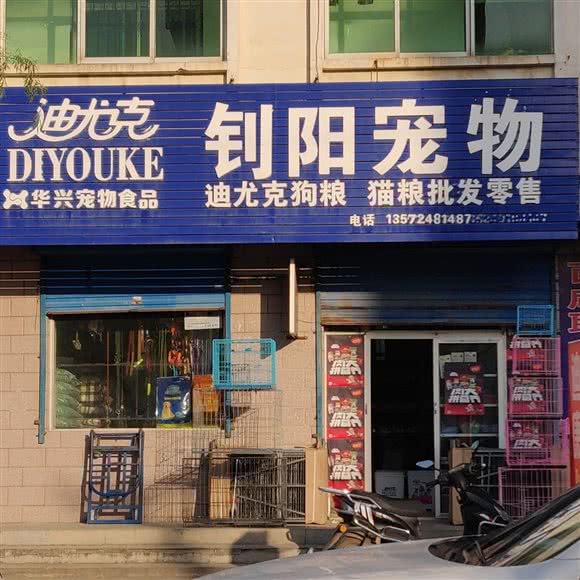 迪尤克
DIYOUKE
华兴宠物食品
钊阳宠物
迪尤克狗粮 猫粮批发零售
电话 13572481487